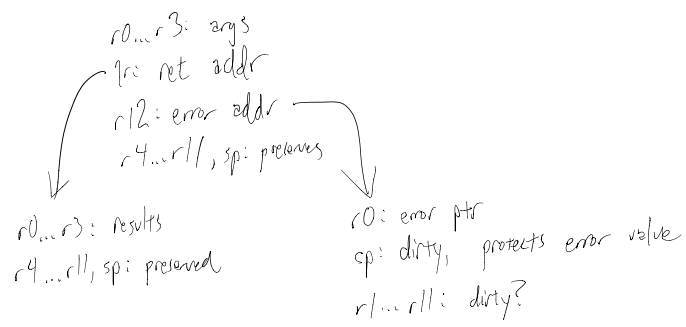 r0...r3: args
lr: ret addr
r12: error addr
r4...r11, sp: preserves
r0...r3: results
r4...r11, sp: preserved
r0: error ptr
sp: dirty, protects error value
r1...r11: dirty?